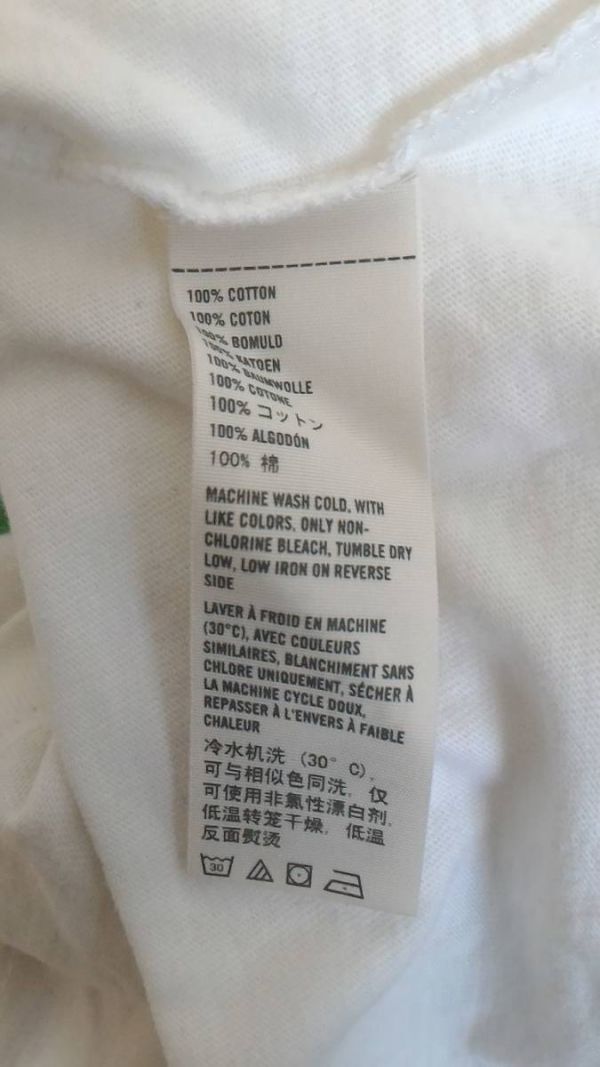 100% COTTON
100% COTON
100% BOMULD
100% KATOEN
100% BAUMWOLLE
100% COTONE
100% コットン
100% ALGODÓN
100% 棉
MACHINE WASH COLD, WITH
LIKE COLORS, ONLY NON-
CHLORINE BLEACH, TUMBLE DRY
LOW, LOW IRON ON REVERSE
SIDE
LAVER À FROID EN MACHINE
(30°C), AVEC COULEURS
SIMILAIRES, BLANCHIMENT SANS
CHLORE UNIQUEMENT, SÉCHER À
LA MACHINE CYCLE DOUX,
REPASSER À L'ENVERS À FAIBLE
CHALEUR
冷水机洗 (30° C),
可与相似色同洗, 仅
可使用非氯性漂白剂,
低温转笼干燥, 低温
反面熨烫
30